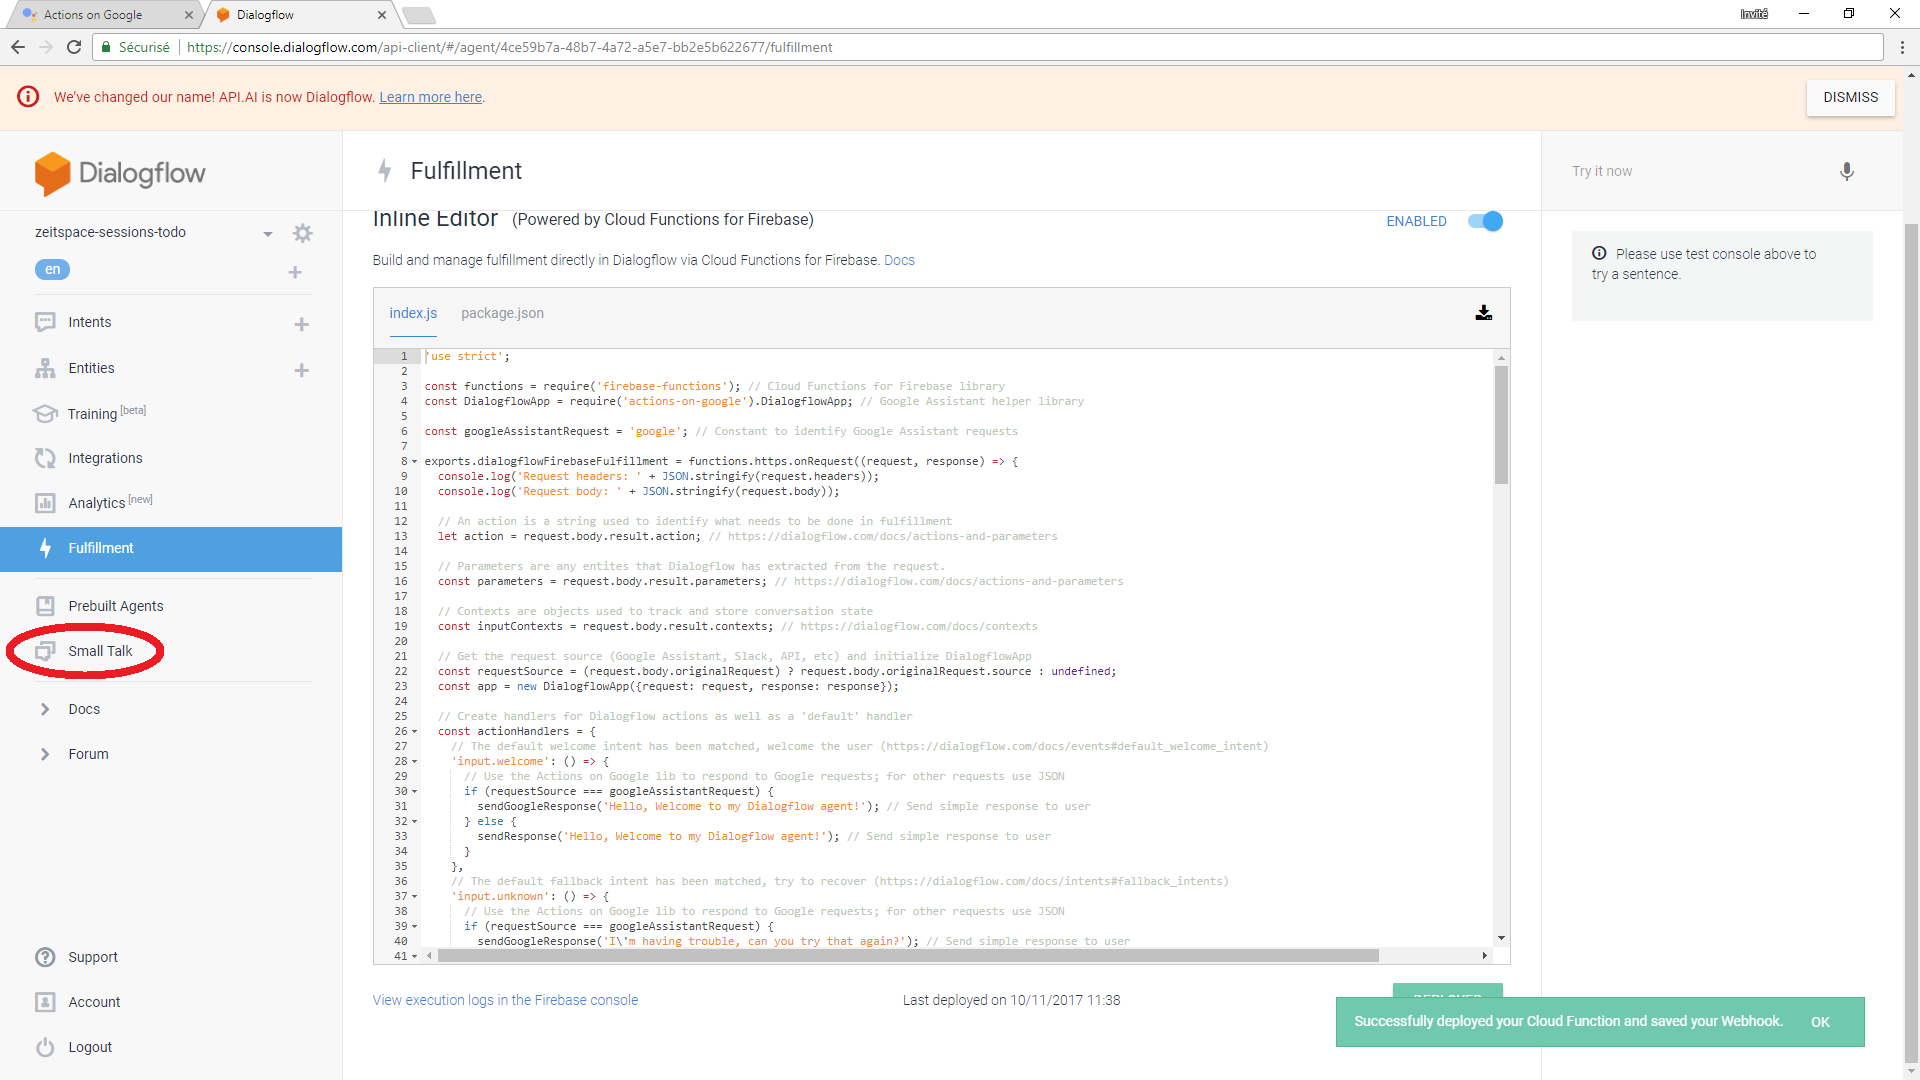 Actions on Google
Dialogflow
Invité
Sécurisé https://console.dialogflow.com/api-client/#/agent/4ce59b7a-48b7-4a72-a5e7-bb2e5b622677/fulfillment
We've changed our name! API.AI is now Dialogflow. Learn more here.
DISMISS
Dialogflow
zeitspace-sessions-todo
en
Intents
Entities
Training [beta]
Integrations
Analytics [new]
Fulfillment
Prebuilt Agents
Small Talk
Docs
Forum
Support
Account
Logout
Fulfillment
Inline Editor (Powered by Cloud Functions for Firebase)
ENABLED
Build and manage fulfillment directly in Dialogflow via Cloud Functions for Firebase. Docs
index.js package.json
1 'use strict';
2
3 const functions = require('firebase-functions'); // Cloud Functions for Firebase library
4 const DialogflowApp = require('actions-on-google').DialogflowApp; // Google Assistant helper library
5
6 const googleAssistantRequest = 'google'; // Constant to identify Google Assistant requests
7
8 exports.dialogflowFirebaseFulfillment = functions.https.onRequest((request, response) => {
9 console.log('Request headers: ' + JSON.stringify(request.headers));
10 console.log('Request body: ' + JSON.stringify(request.body));
11
12 // An action is a string used to identify what needs to be done in fulfillment
13 let action = request.body.result.action; // https://dialogflow.com/docs/actions-and-parameters
14
15 // Parameters are any entites that Dialogflow has extracted from the request.
16 const parameters = request.body.result.parameters; // https://dialogflow.com/docs/actions-and-parameters
17
18 // Contexts are objects used to track and store conversation state
19 const inputContexts = request.body.result.contexts; // https://dialogflow.com/docs/contexts
20
21 // Get the request source (Google Assistant, Slack, API, etc) and initialize DialogflowApp
22 const requestSource = (request.body.originalRequest) ? request.body.originalRequest.source : undefined;
23 const app = new DialogflowApp({request: request, response: response});
24
25 // Create handlers for Dialogflow actions as well as a 'default' handler
26 const actionHandlers = {
27 // The default welcome intent has been matched, welcome the user (https://dialogflow.com/docs/events#default_welcome_intent)
28 'input.welcome': () => {
29 // Use the Actions on Google lib to respond to Google requests; for other requests use JSON
30 if (requestSource === googleAssistantRequest) {
31 sendGoogleResponse('Hello, Welcome to my Dialogflow agent!'); // Send simple response to user
32 } else {
33 sendResponse('Hello, Welcome to my Dialogflow agent!'); // Send simple response to user
34 }
35 },
36 // The default fallback intent has been matched, try to recover (https://dialogflow.com/docs/intents#fallback_intents)
37 'input.unknown': () => {
38 // Use the Actions on Google lib to respond to Google requests; for other requests use JSON
39 if (requestSource === googleAssistantRequest) {
40 sendGoogleResponse('I\'m having trouble, can you try that again?'); // Send simple response to user
41
View execution logs in the Firebase console
Last deployed on 10/11/2017 11:38
DEPLOYED
Successfully deployed your Cloud Function and saved your Webhook. OK
Try it now
Please use test console above to
try a sentence.